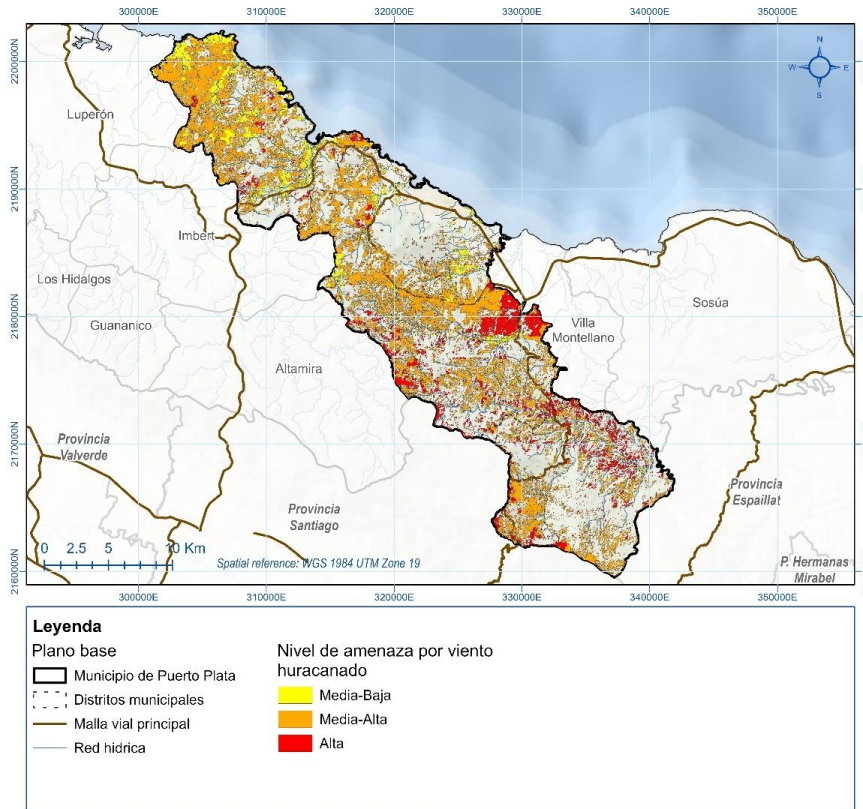 300000E 310000E 320000E 330000E 340000E 350000E
2200000N
2190000N
2180000N
2170000N
2160000N
N
W E
S
Luperón
Imbert
Los Hidalgos
Guananico
Altamira
Villa
Montellano
Sosúa
Provincia
Valverde
Provincia
Santiago
Provincia
Espaillat
P. Hermanas
Mirabel
0 2.5 5 10 Km
Spatial reference: WGS 1984 UTM Zone 19
300000E 310000E 320000E 330000E 340000E 350000E
Leyenda
Plano base
Municipio de Puerto Plata
Distritos municipales
Malla vial principal
Red hidrica
Nivel de amenaza por viento
huracanado
Media-Baja
Media-Alta
Alta